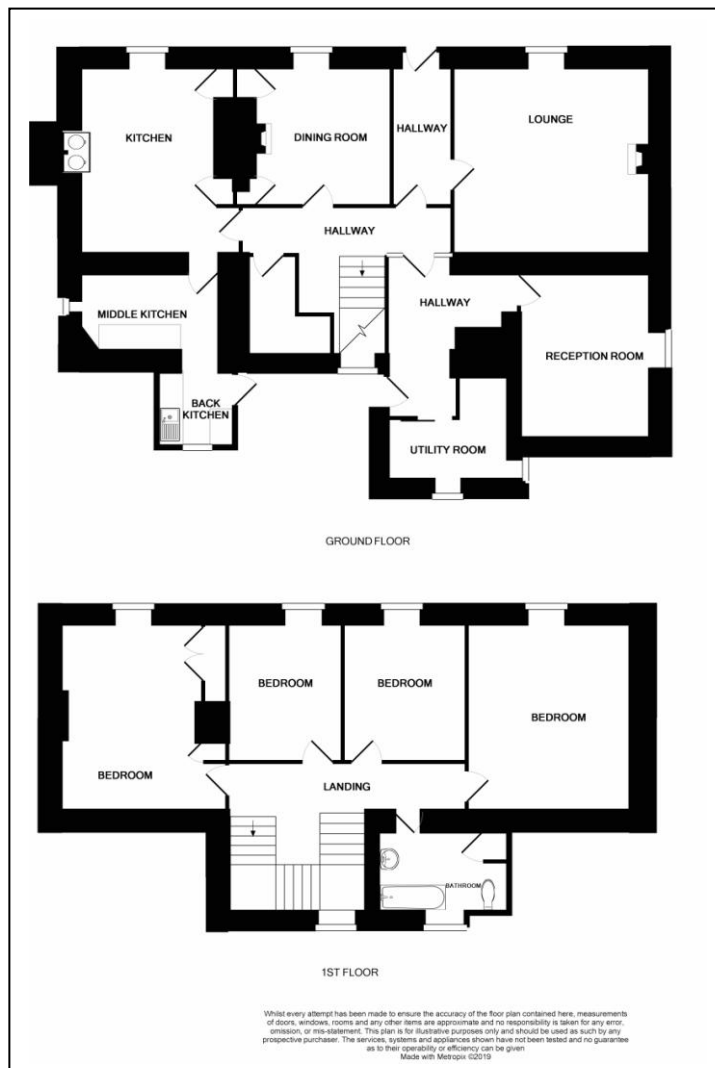 KITCHEN
DINING ROOM
HALLWAY
LOUNGE
HALLWAY
MIDDLE KITCHEN
HALLWAY
RECEPTION ROOM
BACK
KITCHEN
UTILITY ROOM
GROUND FLOOR
BEDROOM
BEDROOM
BEDROOM
BEDROOM
LANDING
BATHROOM
1ST FLOOR
Whilst every attempt has been made to ensure the accuracy of the floor plan contained here, measurements
of doors, windows, rooms and any other items are approximate and no responsibility is taken for any error,
omission, or mis-statement. This plan is for illustrative purposes only and should be used as such by any
prospective purchaser. The services, systems and appliances shown have not been tested and no guarantee
as to their operability or efficiency can be given
Made with Metropix ©2019